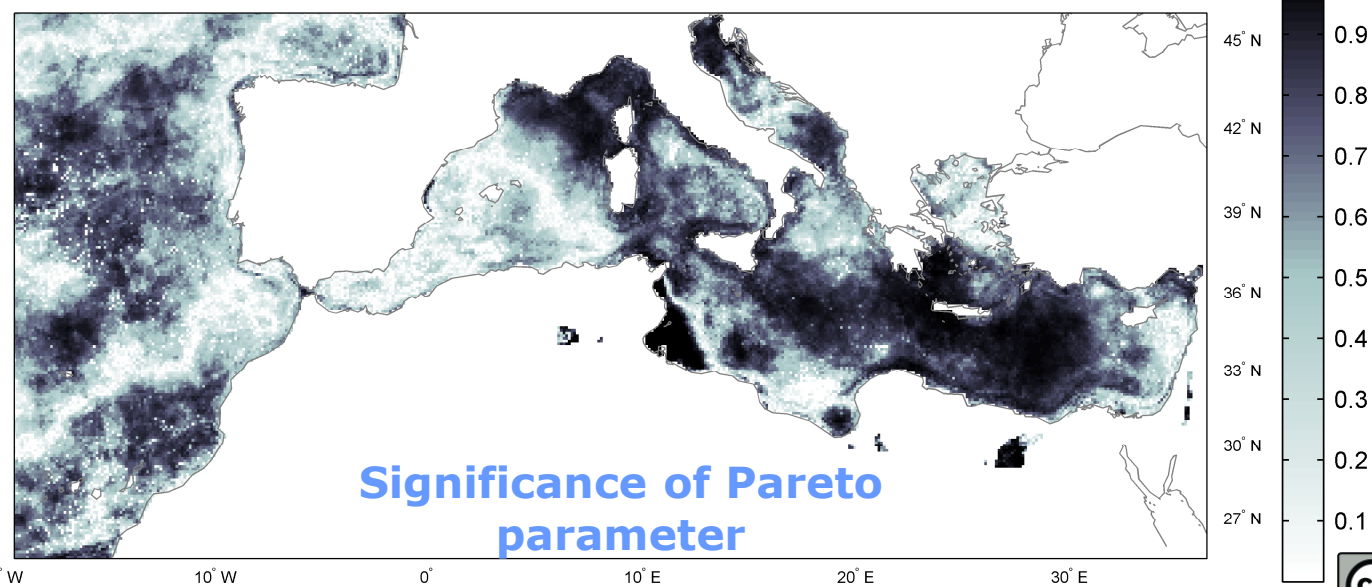 45° N
42° N
39° N
36° N
33° N
30° N
27° N
° W
10° W
0°
10° E
20° E
30° E
0.9
0.8
0.7
0.6
0.5
0.4
0.3
0.2
0.1
Significance of Pareto
parameter